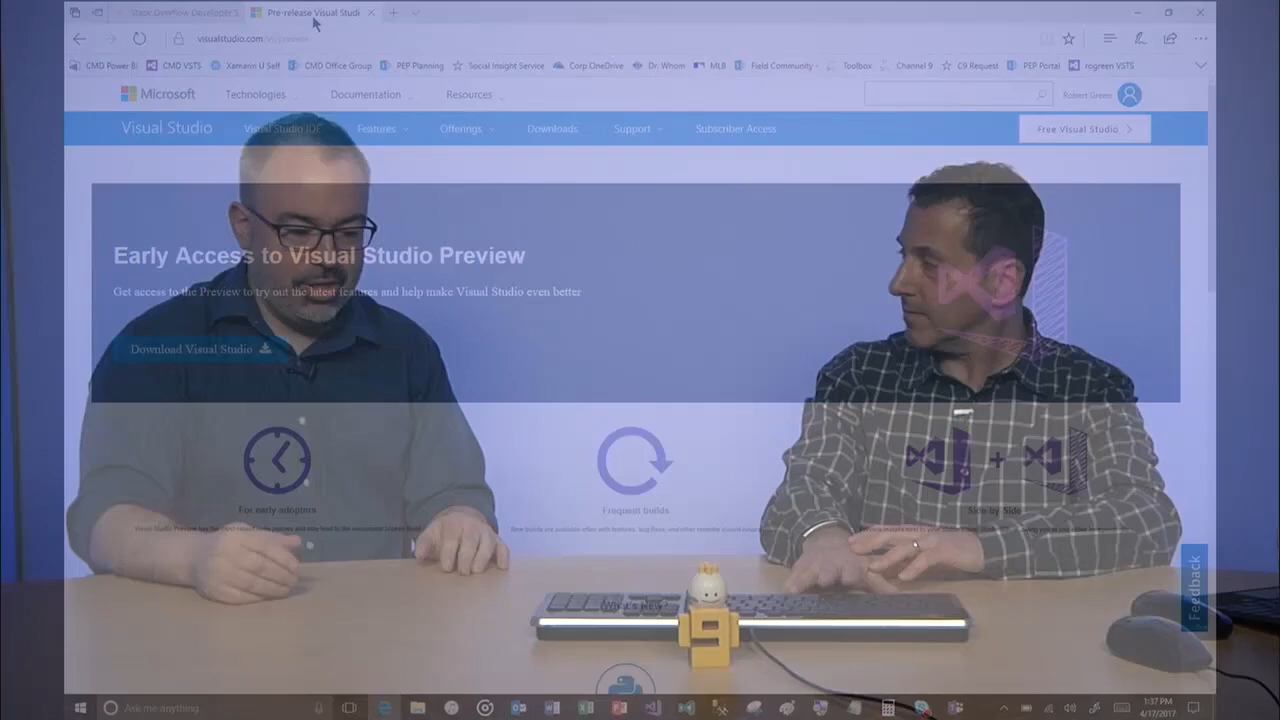 Stack Overflow Developer S
Pre-release Visual Studi
visualstudio.com/vs/preview
CMD Power BI
CMD VSTS
Xamarin U Self
CMD Office Group
PEP Planning
Social Insight Service
Corp OneDrive
Dr. Whom
MLB
Field Community -
Toolbox
Channel 9
C9 Request
PEP Portal
rogreen VSTS
Microsoft
Technologies
Documentation
Resources
Robert Green
Visual Studio
Visual Studio IDE
Features
Offerings
Downloads
Support
Subscriber Access
Free Visual Studio
Early Access to Visual Studio Preview
Get access to the Preview to try out the latest features and help make Visual Studio even better
Download Visual Studio
For early adopters
Frequent builds
Side by Side
What's New?
9
Feedback
Ask me anything
1:37 PM
4/17/2017